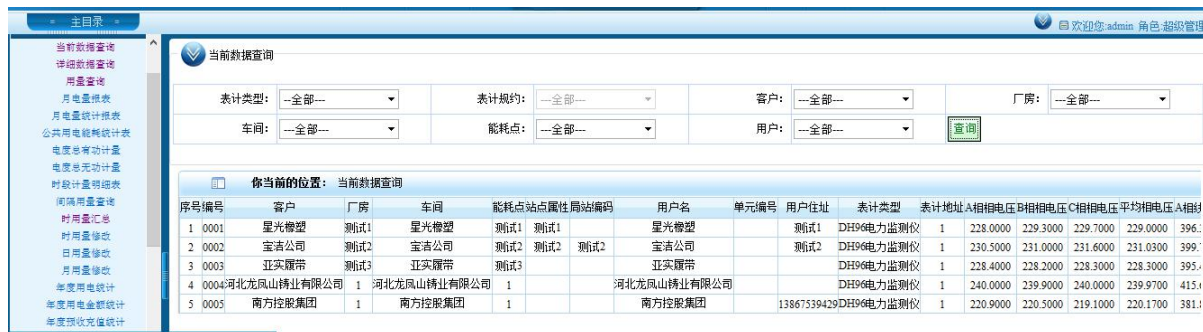 主目录
欢迎您:admin 角色:超级管理
当前数据查询
详细数据查询
用量查询
月电量报表
月电量统计报表
公共用电能耗统计表
电度总有功计量
电度总无功计量
时段计量明细表
间隔用量查询
时用量汇总
时用量修改
日用量修改
月用量修改
年度用电统计
年度用电金额统计
年度预收充值统计
当前数据查询
表计类型: ---全部--- 表计规约: ---全部--- 客户: ---全部--- 厂房: ---全部---
车间: ---全部--- 能耗点: ---全部--- 用户: ---全部--- 查询
你当前的位置: 当前数据查询
序号 编号 客户 厂房 车间 能耗点 站点属性 局站编码 用户名 单元编号 用户住址 表计类型 表计地址 A相相电压 B相相电压 C相相电压 平均相电压 A相线
1 0001 星光橡塑 测试1 星光橡塑 测试1 测试1 星光橡塑 测试1 DH96电力监测仪 1 228.0000 229.3000 229.7000 229.0000 396.
2 0002 宝洁公司 测试2 宝洁公司 测试2 测试2 测试2 宝洁公司 测试2 DH96电力监测仪 1 230.5000 231.0000 231.6000 231.0300 399.
3 0003 亚实履带 测试3 亚实履带 测试3 亚实履带 DH96电力监测仪 1 228.4000 228.2000 228.3000 228.3000 395.
4 0004 河北龙凤山铸业有限公司 1 河北龙凤山铸业有限公司 1 河北龙凤山铸业有限公司 DH96电力监测仪 1 240.0000 239.9000 240.0000 239.9700 415.
5 0005 南方控股集团 1 南方控股集团 1 南方控股集团 13867539429 DH96电力监测仪 1 220.9000 220.5000 219.1000 220.1700 381.